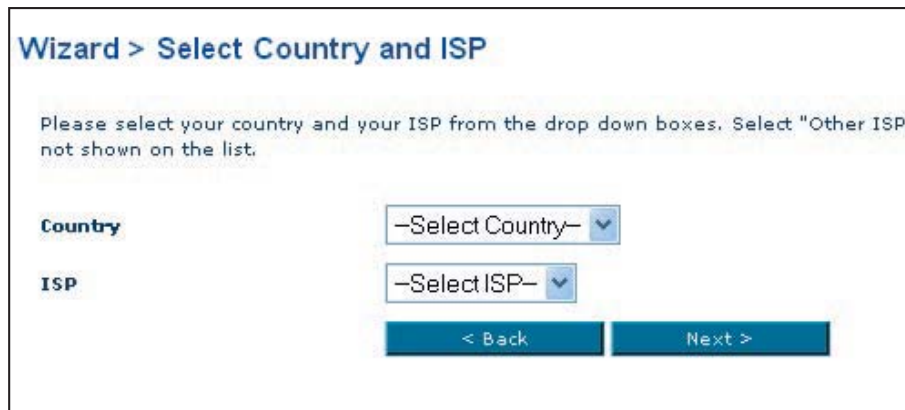 Wizard > Select Country and ISP
Please select your country and your ISP from the drop down boxes. Select "Other ISP
not shown on the list.
Country
–Select Country–
ISP
–Select ISP–
< Back
Next >